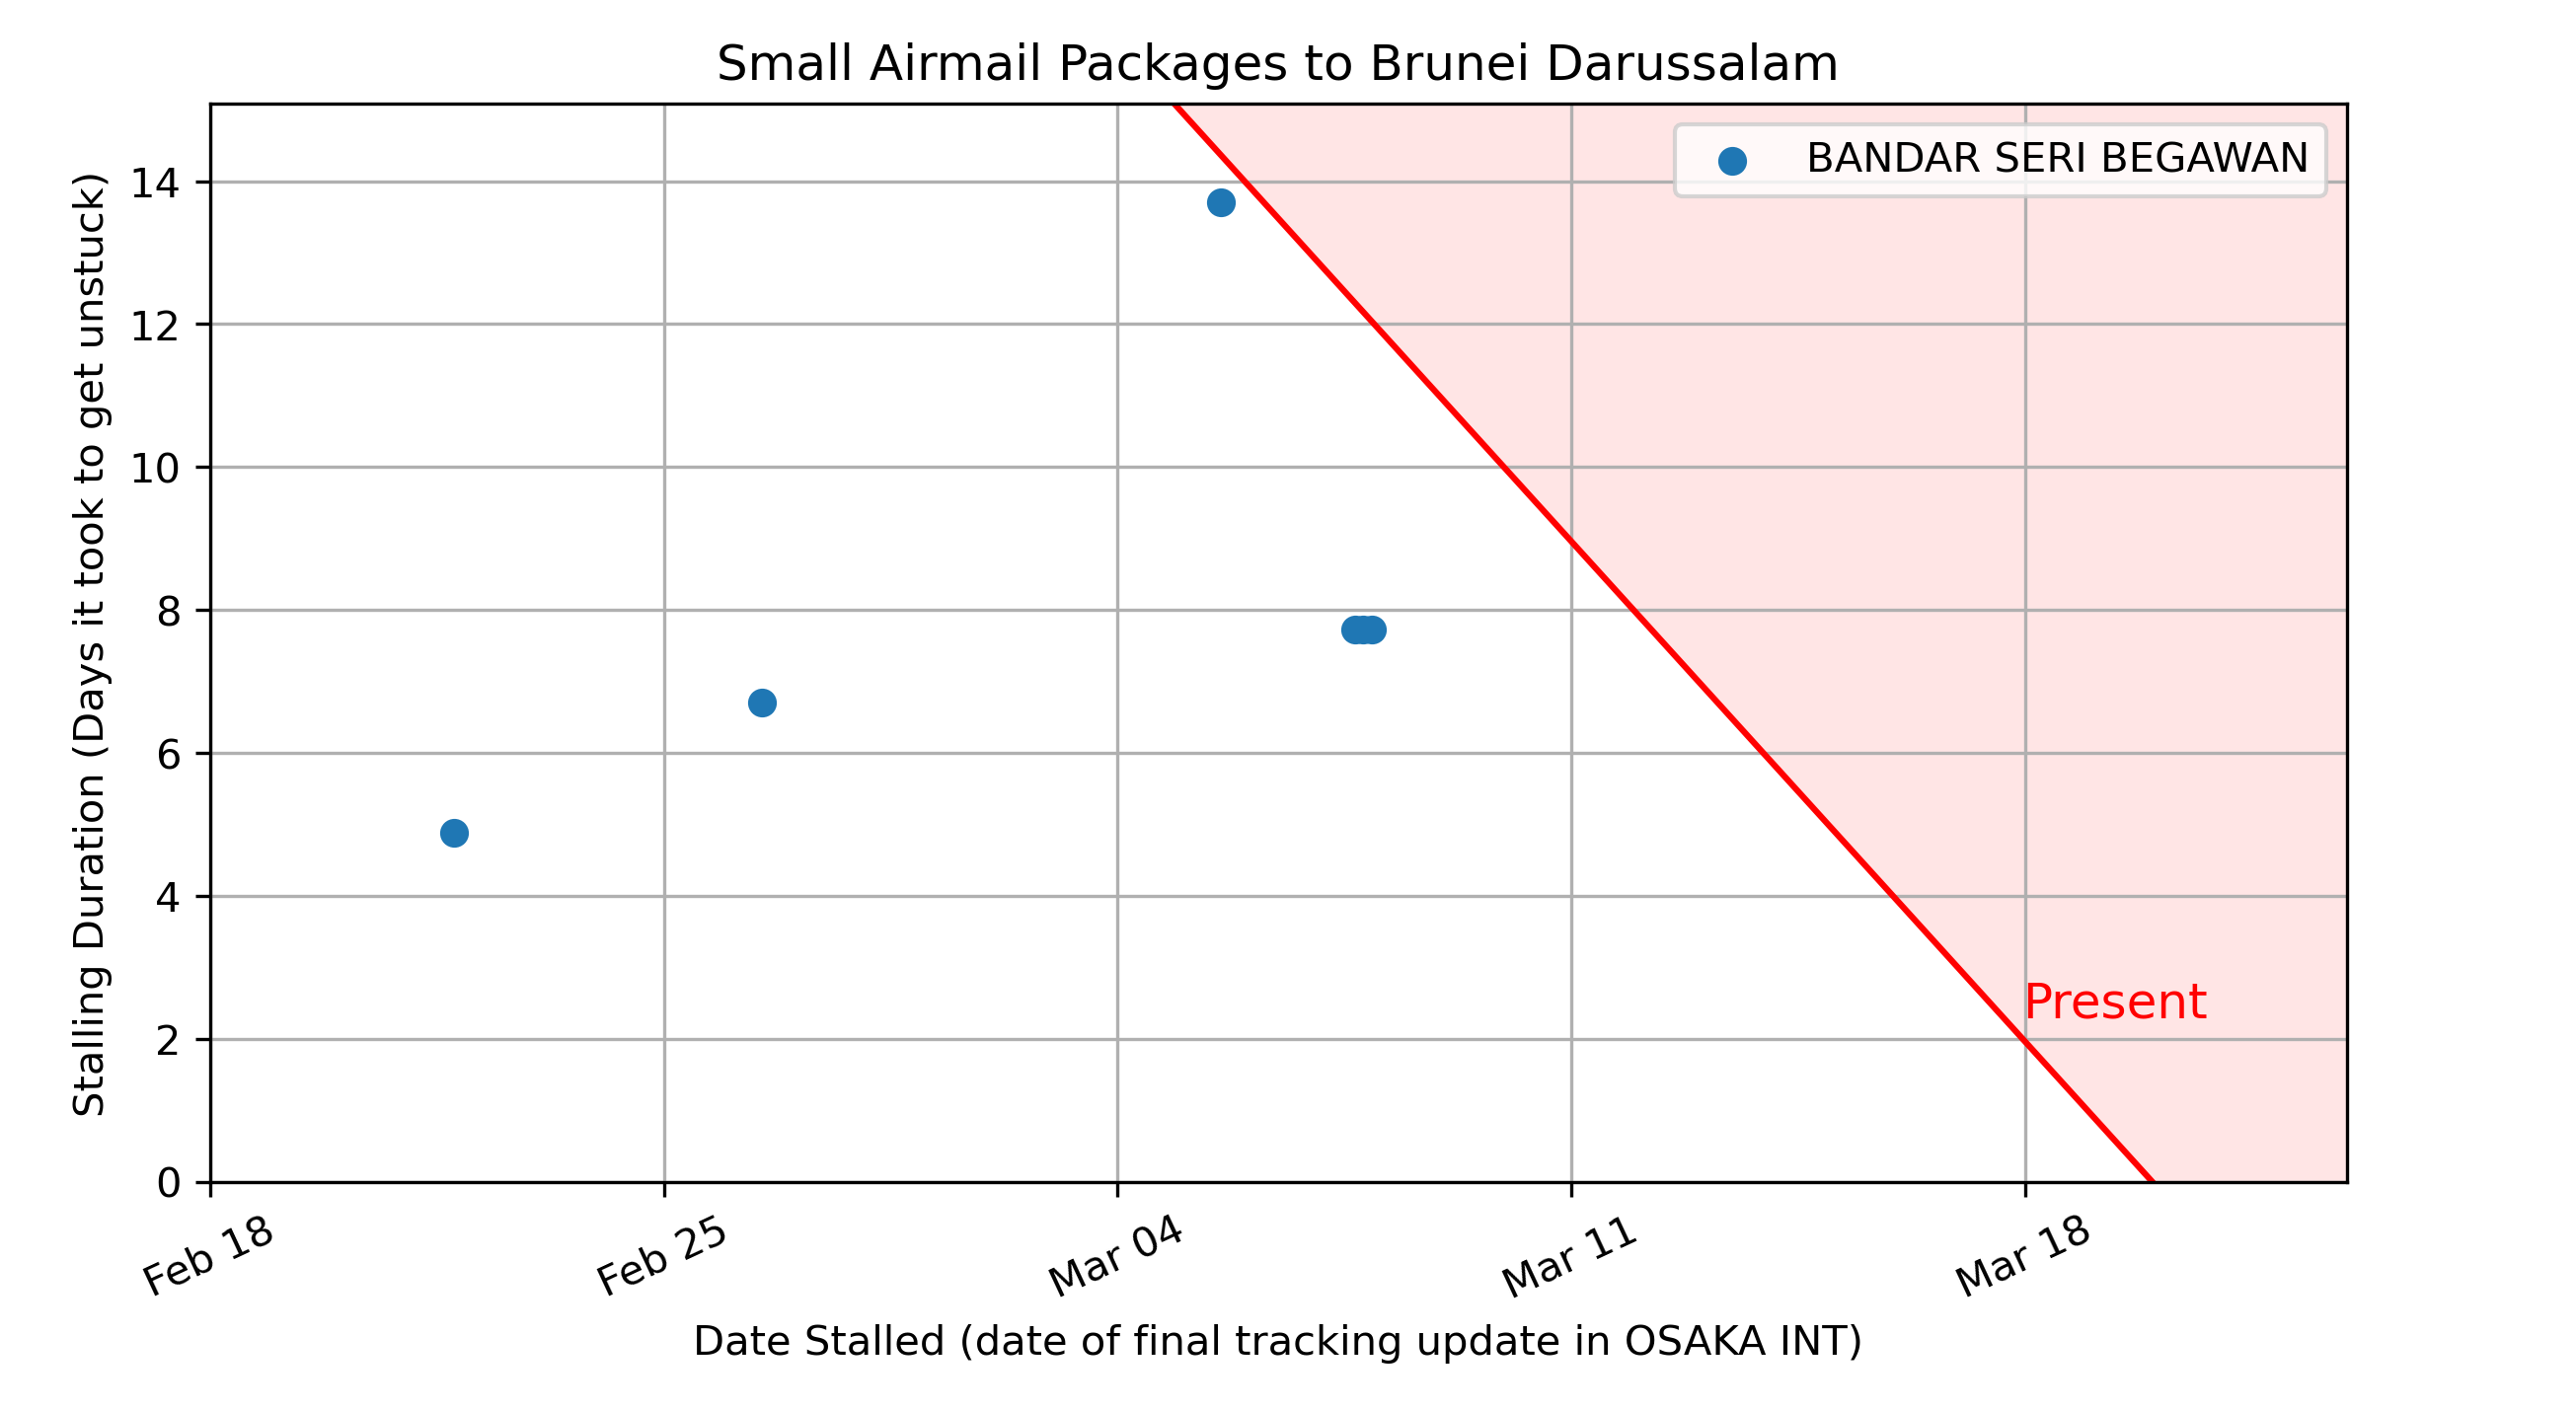 Small Airmail Packages to Brunei Darussalam
BANDAR SERI BEGAWAN
Stalling Duration (Days it took to get unstuck)
14
12
10
8
6
4
2
0
Present
Feb 18
Feb 25
Mar 04
Mar 11
Mar 18
Date Stalled (date of final tracking update in OSAKA INT)